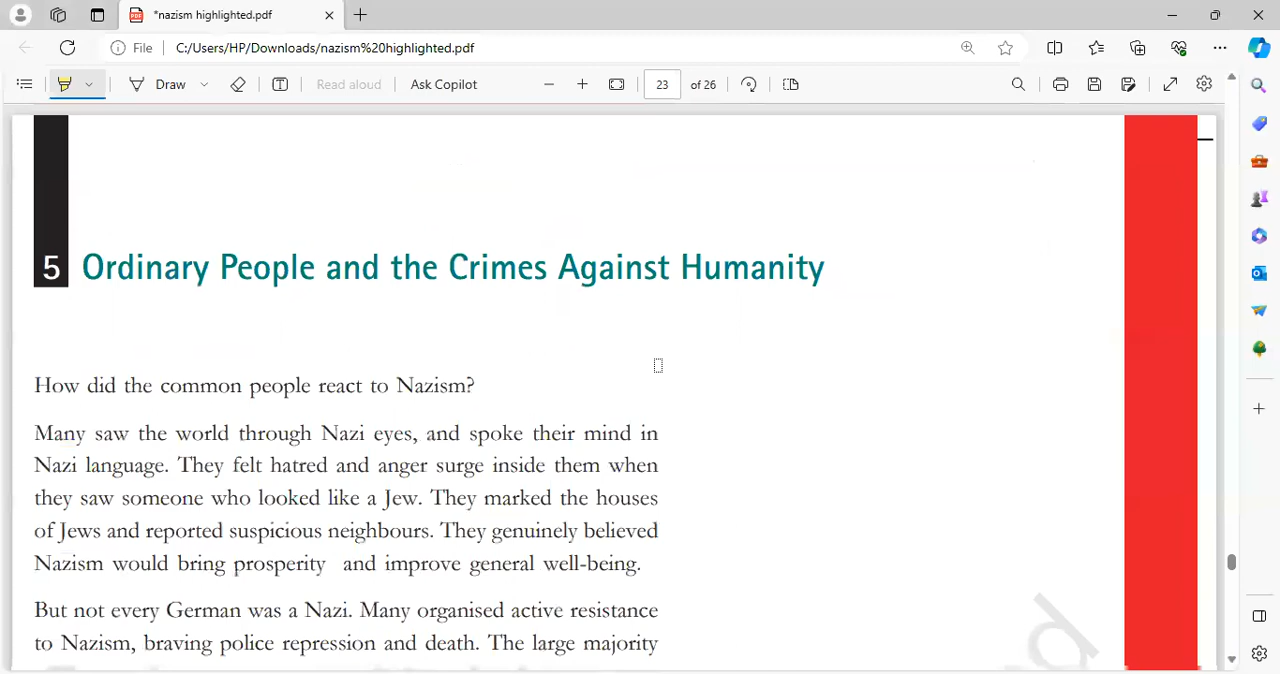 *nazism highlighted.pdf
File C:/Users/HP/Downloads/nazism%20highlighted.pdf
Draw Read aloud Ask Copilot 23 of 26
5 Ordinary People and the Crimes Against Humanity
How did the common people react to Nazism?
Many saw the world through Nazi eyes, and spoke their mind in
Nazi language. They felt hatred and anger surge inside them when
they saw someone who looked like a Jew. They marked the houses
of Jews and reported suspicious neighbours. They genuinely believed
Nazism would bring prosperity and improve general well-being.
But not every German was a Nazi. Many organised active resistance
to Nazism, braving police repression and death. The large majority
d